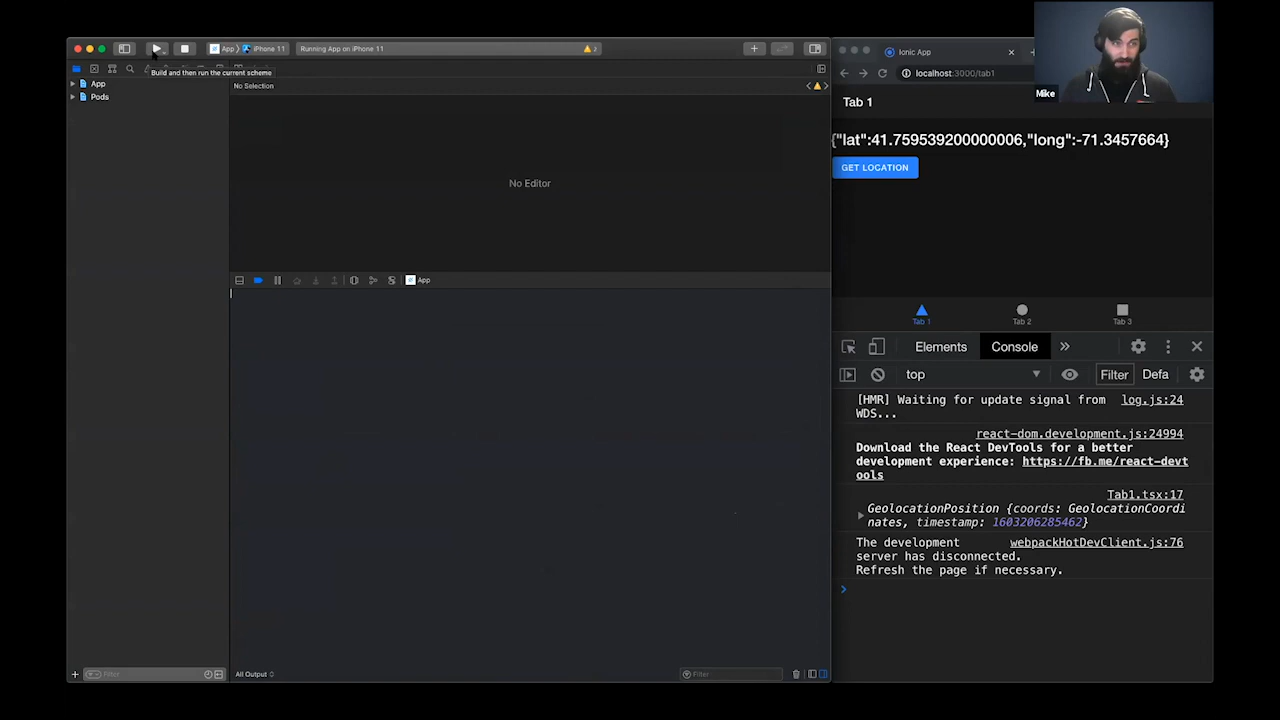 App
iPhone 11
Running App on iPhone 11
2
Build and then run the current scheme
App
Pods
No Selection
No Editor
App
Filter
All Output
Filter
Ionic App
localhost:3000/tab1
Mike
Tab 1
{"lat":41.759539200000006,"long":-71.3457664}
GET LOCATION
Tab 1
Tab 2
Tab 3
Elements
Console
top
Filter
Defa
[HMR] Waiting for update signal from log.js:24
WDS...
react-dom.development.js:24994
Download the React DevTools for a better
development experience: https://fb.me/react-devt
ools
Tab1.tsx:17
GeolocationPosition {coords: GeolocationCoordi
nates, timestamp: 1603206285462}
The development webpackHotDevClient.js:76
server has disconnected.
Refresh the page if necessary.